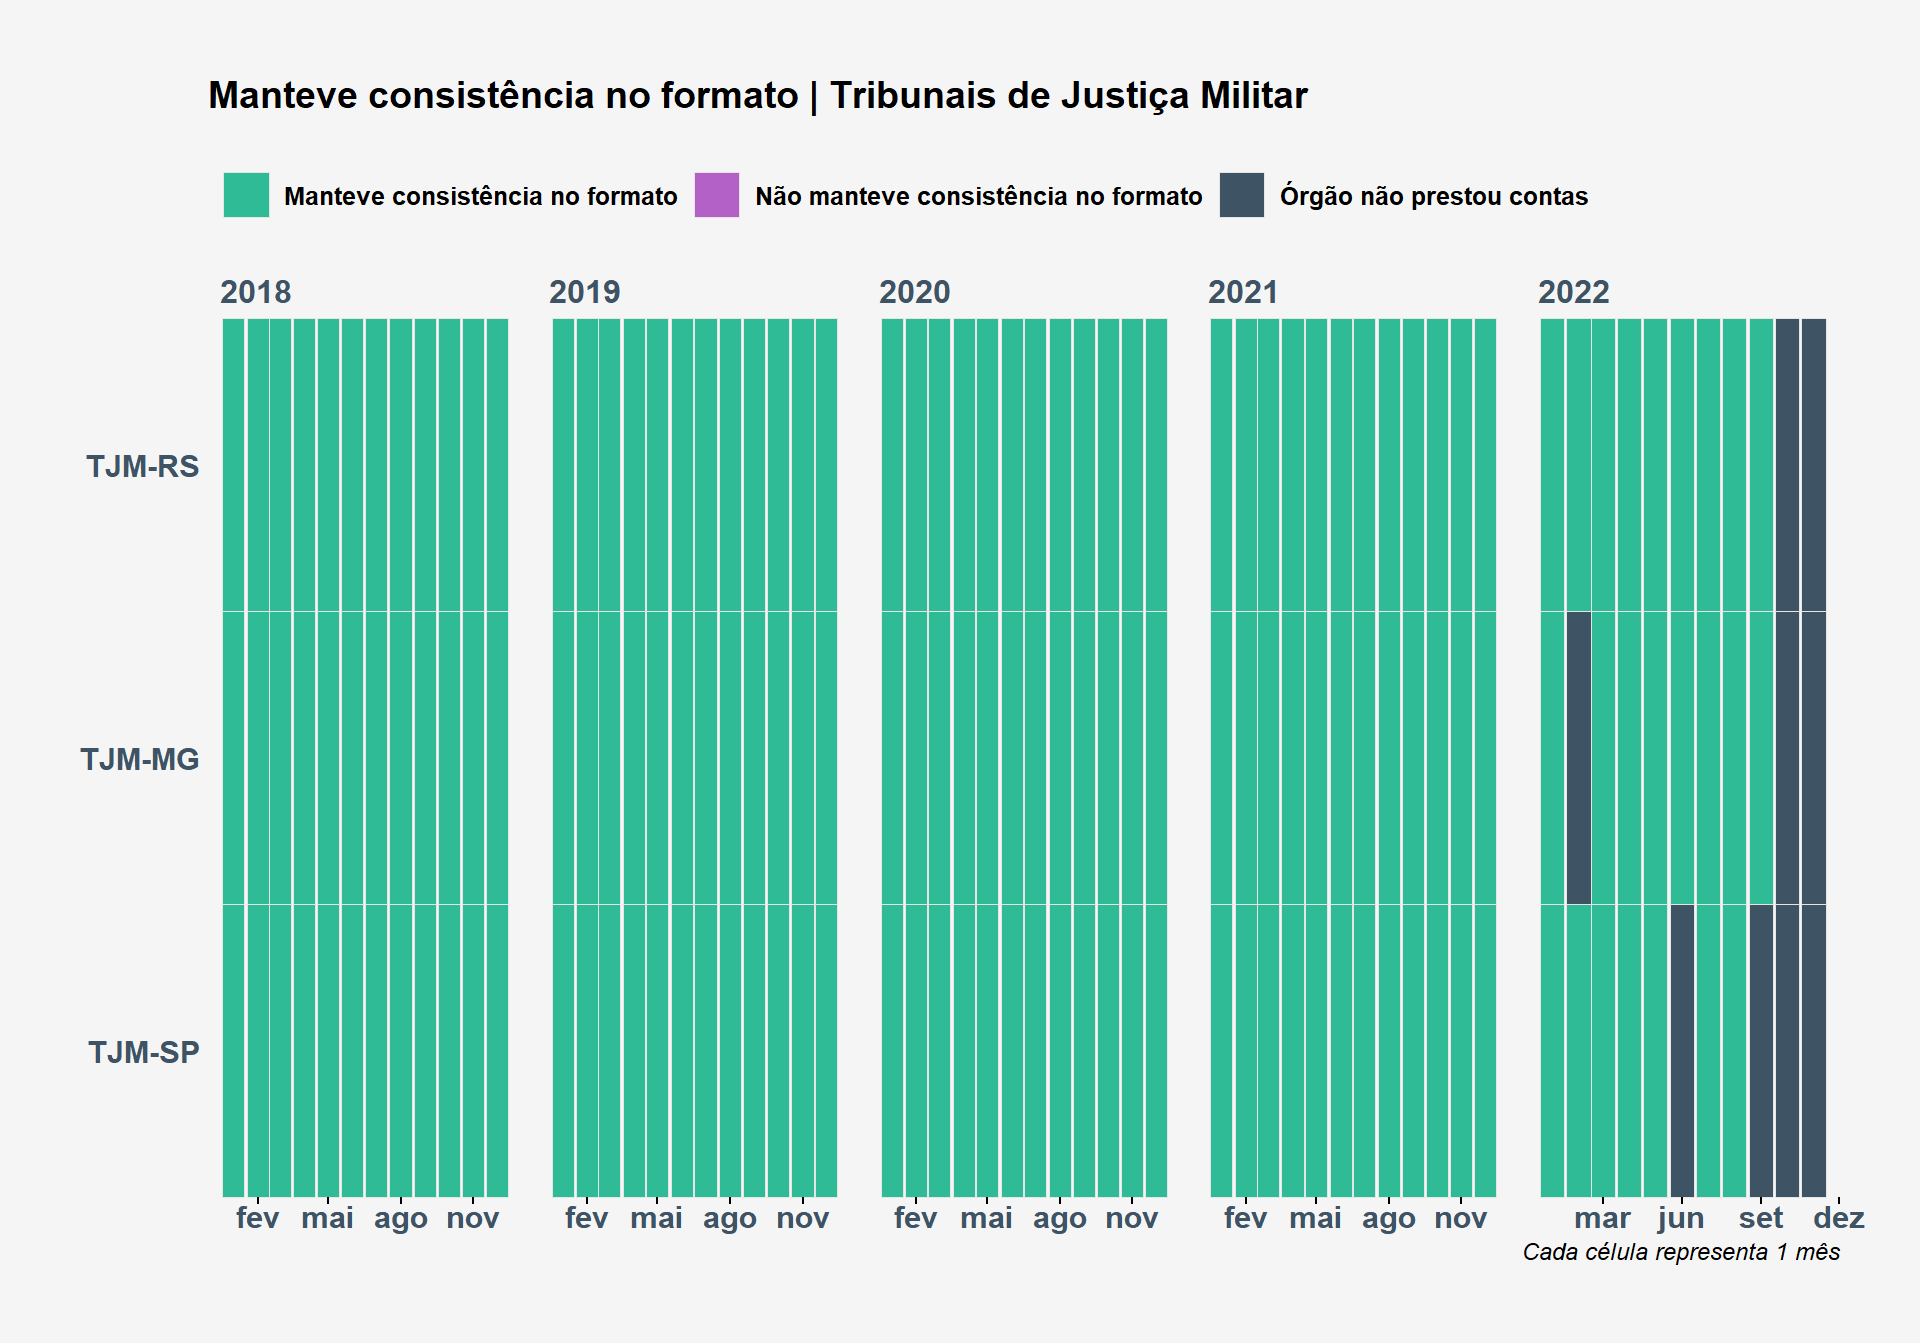 Manteve consistência no formato | Tribunais de Justiça Militar
Manteve consistência no formato Não manteve consistência no formato Órgão não prestou contas
2018 2019 2020 2021 2022
TJM-RS
TJM-MG
TJM-SP
fev mai ago nov fev mai ago nov fev mai ago nov fev mai ago nov mar jun set dez
Cada célula representa 1 mês